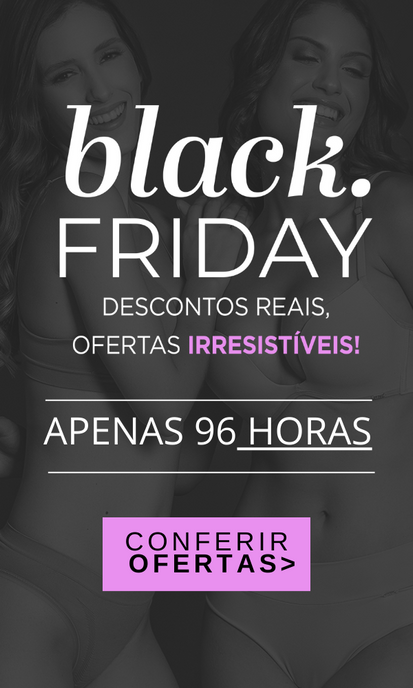 black.
FRIDAY
DESCONTOS REAIS,
OFERTAS IRRESISTÍVEIS!
APENAS 96 HORAS
CONFERIR
OFERTAS>